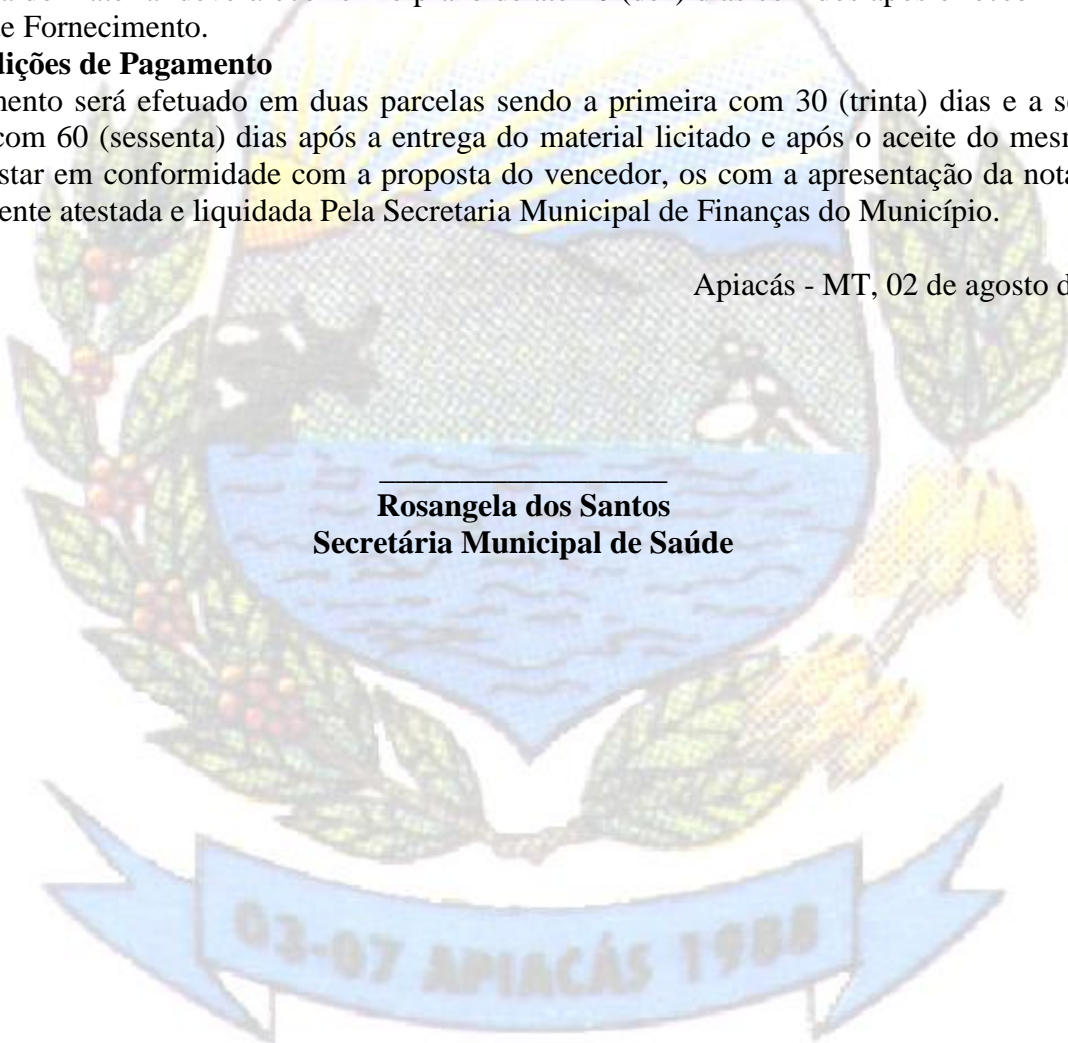 e Fornecimento.
lições de Pagamento
mento será efetuado em duas parcelas sendo a primeira com 30 (trinta) dias e a s
com 60 (sessenta) dias após a entrega do material licitado e após o aceite do mesm
star em conformidade com a proposta do vencedor, os com a apresentação da nota
ente atestada e liquidada Pela Secretaria Municipal de Finanças do Município.
Apiacás - MT, 02 de agosto d
Rosangela dos Santos
Secretária Municipal de Saúde
03-07 APIACÁS 1988